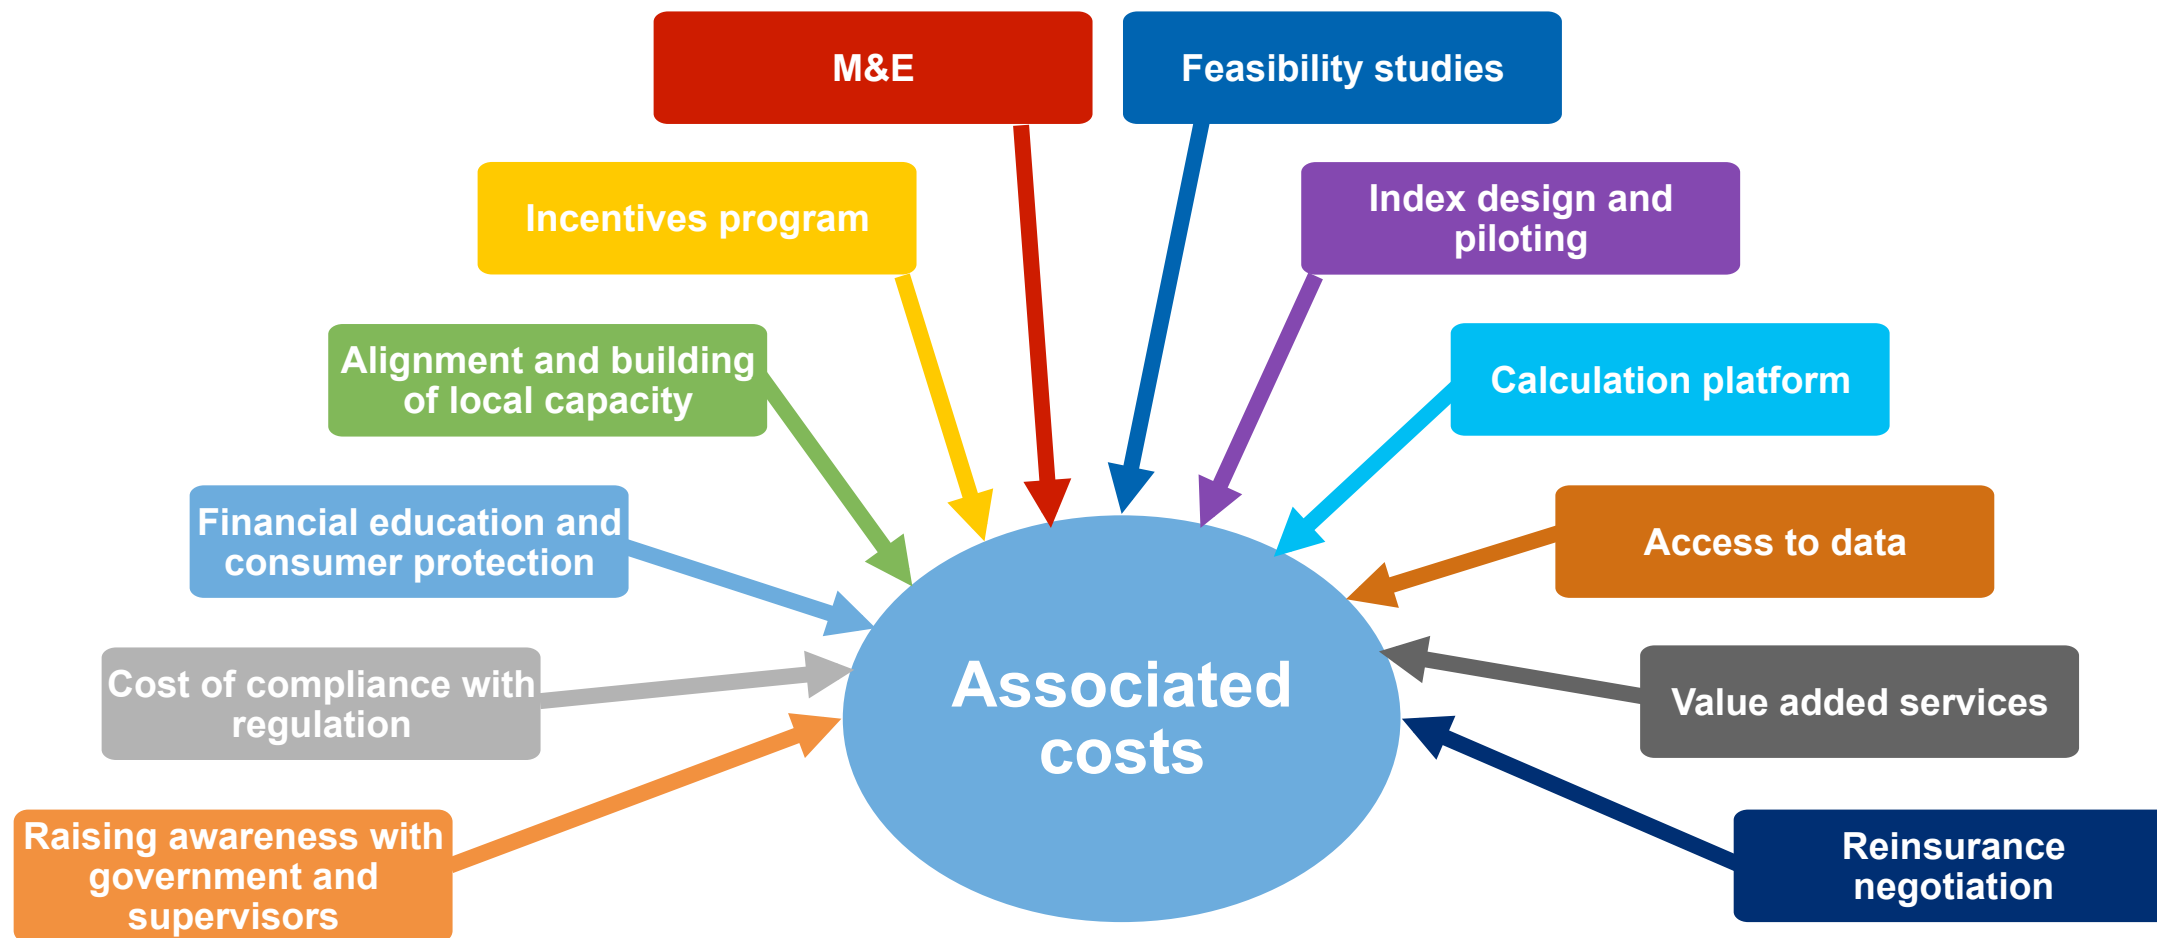 M&E
Feasibility studies
Incentives program
Index design and
piloting
Alignment and building
of local capacity
Calculation platform
Financial education and
consumer protection
Access to data
Cost of compliance with
regulation
Associated
costs
Value added services
Raising awareness with
government and
supervisors
Reinsurance
negotiation